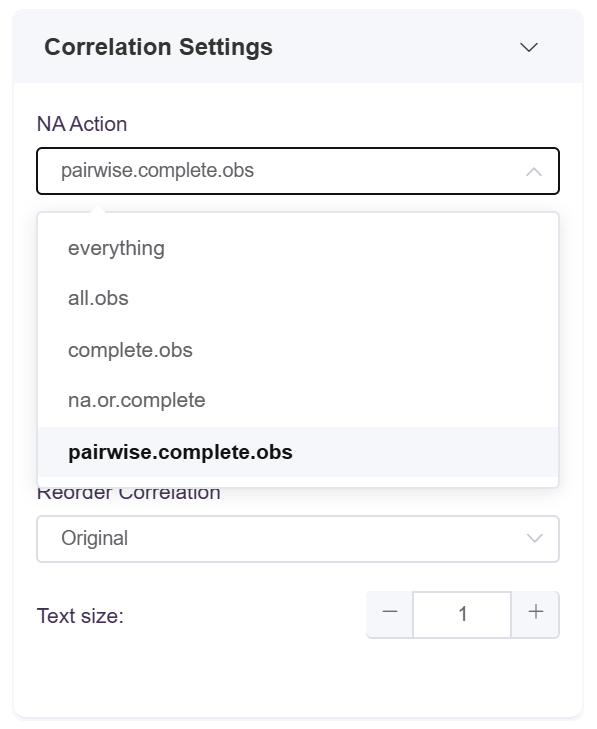 Correlation Settings
NA Action
pairwise.complete.obs
everything
all.obs
complete.obs
na.or.complete
pairwise.complete.obs
Reorder Correlation
Original
Text size:
− 1 +